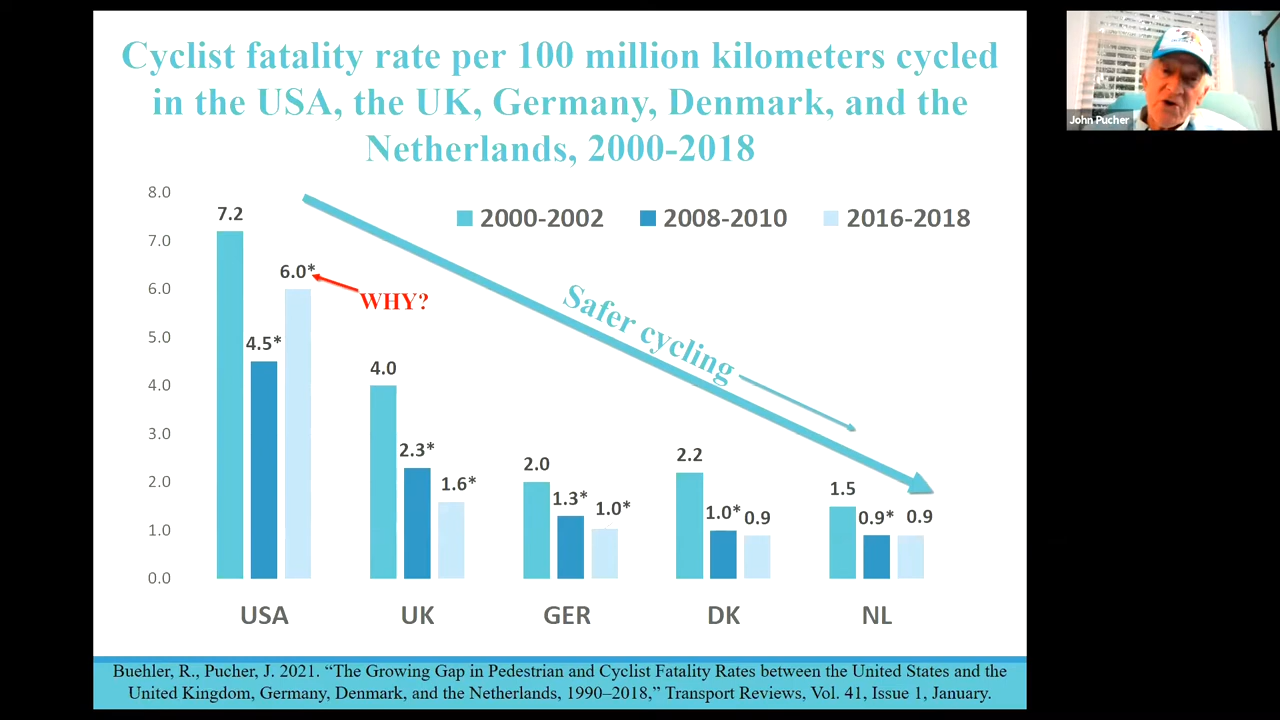 Cyclist fatality rate per 100 million kilometers cycled
in the USA, the UK, Germany, Denmark, and the
Netherlands, 2000-2018
John Pucher
2000-2002
2008-2010
2016-2018
8.0
7.0
6.0
5.0
4.0
3.0
2.0
1.0
0.0
7.2
4.5*
6.0*
WHY?
Safer cycling
4.0
2.3*
1.6*
2.0
1.3*
1.0*
2.2
1.0*
0.9
1.5
0.9*
0.9
USA
UK
GER
DK
NL
Buehler, R., Pucher, J. 2021. “The Growing Gap in Pedestrian and Cyclist Fatality Rates between the United States and the
United Kingdom, Germany, Denmark, and the Netherlands, 1990–2018,” Transport Reviews, Vol. 41, Issue 1, January.